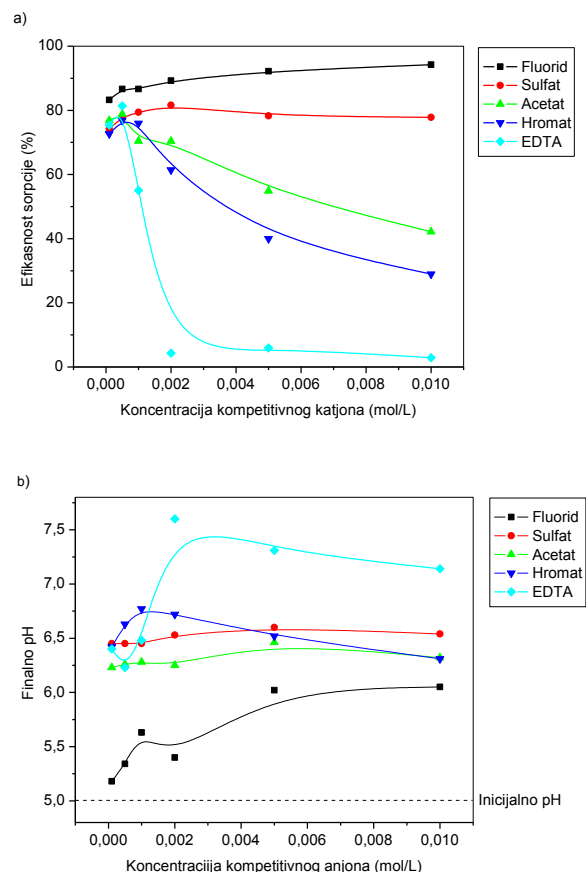 a)
100
80
60
40
20
0
Efikasnost sorpcije (%)
0,000 0,002 0,004 0,006 0,008 0,010
Koncentracija kompetitivnog katjona (mol/L)
Fluorid
Sulfat
Acetat
Hromat
EDTA
b)
7,5
7,0
6,5
6,0
5,5
5,0
Finalno pH
Inicijalno pH
0,000 0,002 0,004 0,006 0,008 0,010
Koncentraciija kompetitivnog anjona (mol/L)
Fluorid
Sulfat
Acetat
Hromat
EDTA